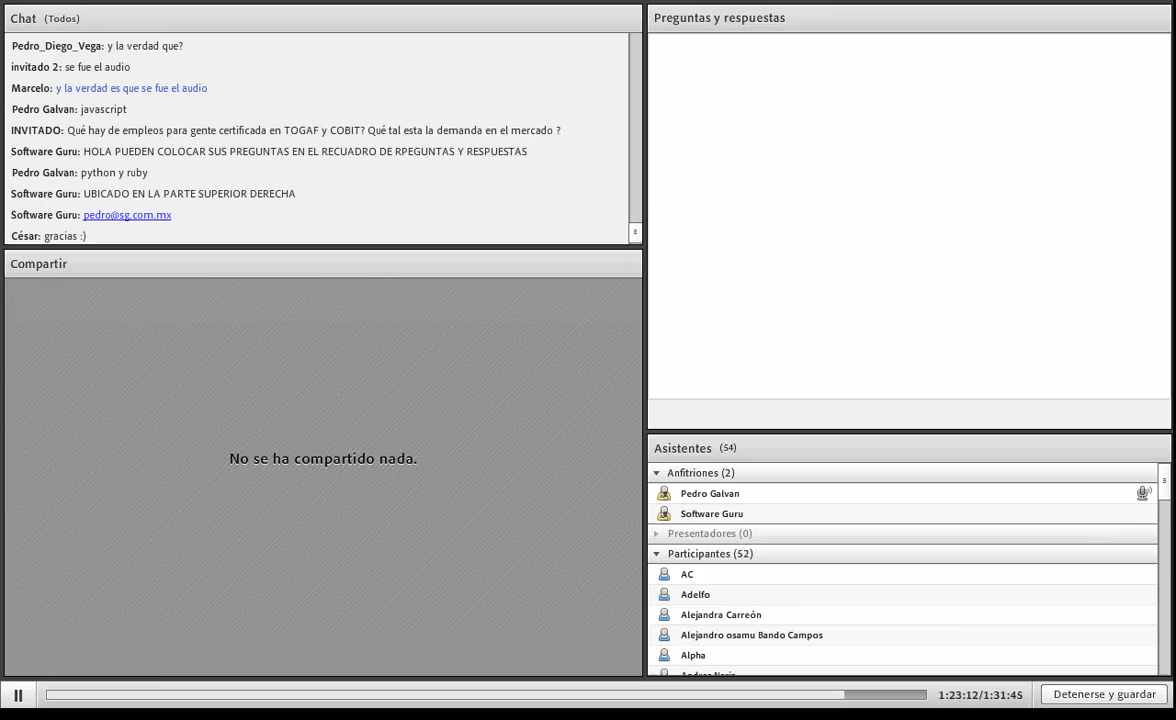 Chat (Todos)
Pedro_Diego_Vega: y la verdad que?
invitado 2: se fue el audio
Marcelo: y la verdad es que se fue el audio
Pedro Galvan: javascript
INVITADO: Qué hay de empleos para gente certificada en TOGAF y COBIT? Qué tal esta la demanda en el mercado ?
Software Guru: HOLA PUEDEN COLOCAR SUS PREGUNTAS EN EL RECUADRO DE RPEGUNTAS Y RESPUESTAS
Pedro Galvan: python y ruby
Software Guru: UBICADO EN LA PARTE SUPERIOR DERECHA
Software Guru: pedro@sg.com.mx
César: gracias :)
Compartir
No se ha compartido nada.
Preguntas y respuestas
Asistentes (54)
Anfitriones (2)
Pedro Galvan
Software Guru
Presentadores (0)
Participantes (52)
AC
Adelfo
Alejandra Carreón
Alejandro osamu Bando Campos
Alpha
1:23:12/1:31:45
Detenerse y guardar